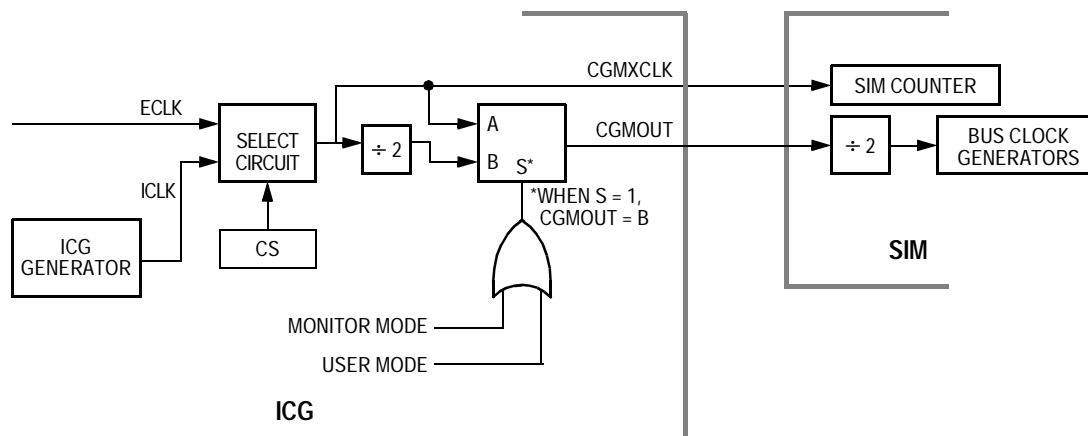 CGMXCLK
SIM COUNTER
ECLK
SELECT
CIRCUIT
÷ 2
A
B
S*
CGMOUT
÷ 2
BUS CLOCK
GENERATORS
ICLK
*WHEN S = 1,
CGMOUT = B
ICG
GENERATOR
CS
SIM
MONITOR MODE
USER MODE
ICG